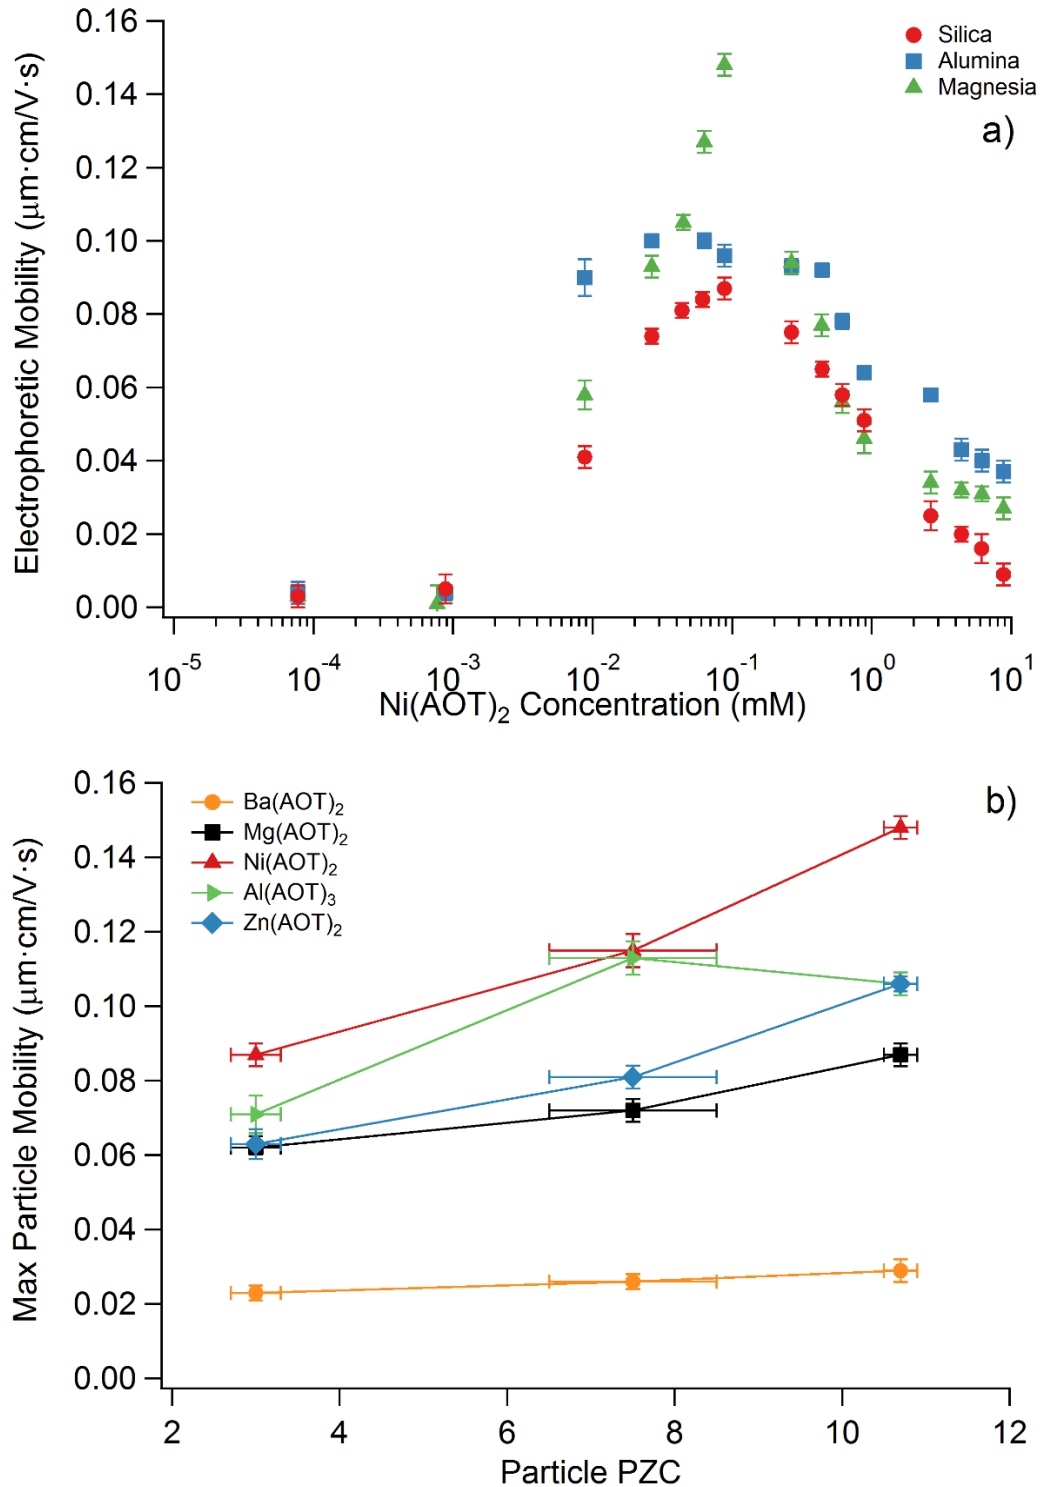 0.16
0.14
0.12
0.10
0.08
0.06
0.04
0.02
0.00
Electrophoretic Mobility (μm·cm/V·s)
Silica
Alumina
Magnesia
a)
10⁻⁵ 10⁻⁴ 10⁻³ 10⁻² 10⁻¹ 10⁰ 10¹
Ni(AOT)₂ Concentration (mM)
0.16
0.14
0.12
0.10
0.08
0.06
0.04
0.02
0.00
Max Particle Mobility (μm·cm/V·s)
Ba(AOT)₂
Mg(AOT)₂
Ni(AOT)₂
Al(AOT)₃
Zn(AOT)₂
b)
2 4 6 8 10 12
Particle PZC